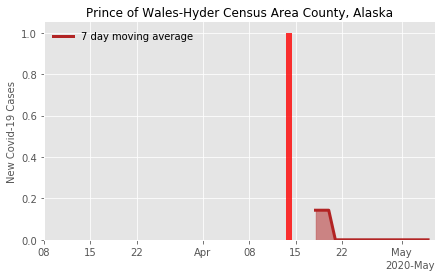 Prince of Wales-Hyder Census Area County, Alaska
7 day moving average
New Covid-19 Cases
1.0
0.8
0.6
0.4
0.2
0.0
08 15 22 Apr 08 15 22 May
2020-May